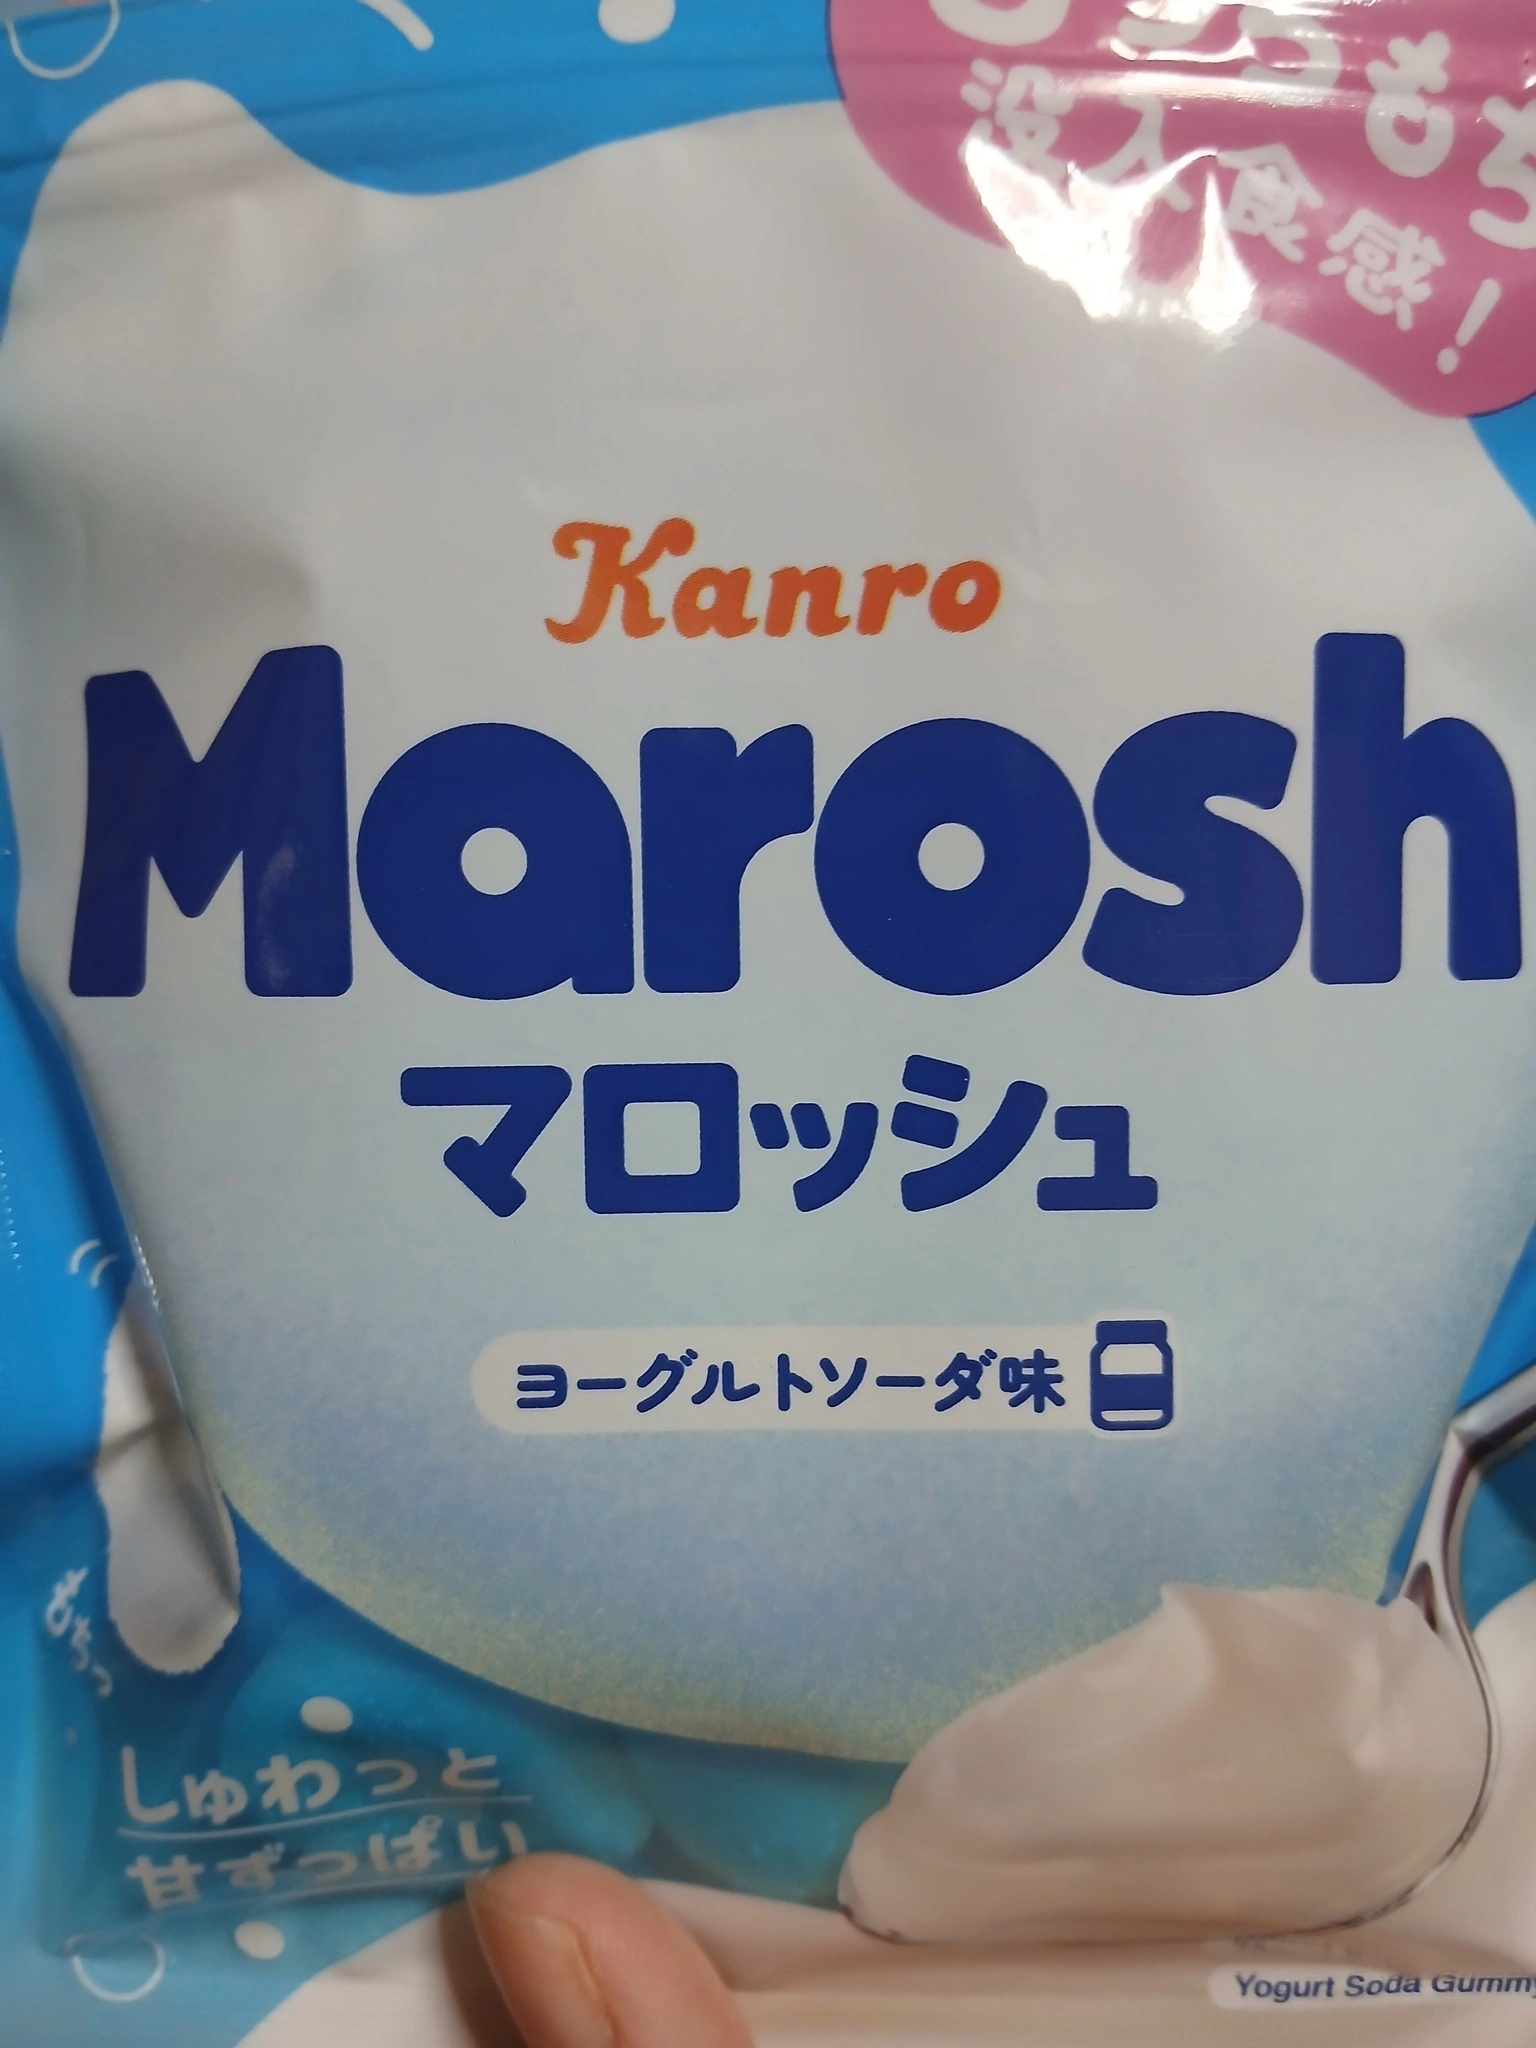 没入食感！
Kanro
Marosh
マロッシュ
ヨーグルトソーダ味
しゅわっと
甘ずっぱい
Yogurt Soda Gummy